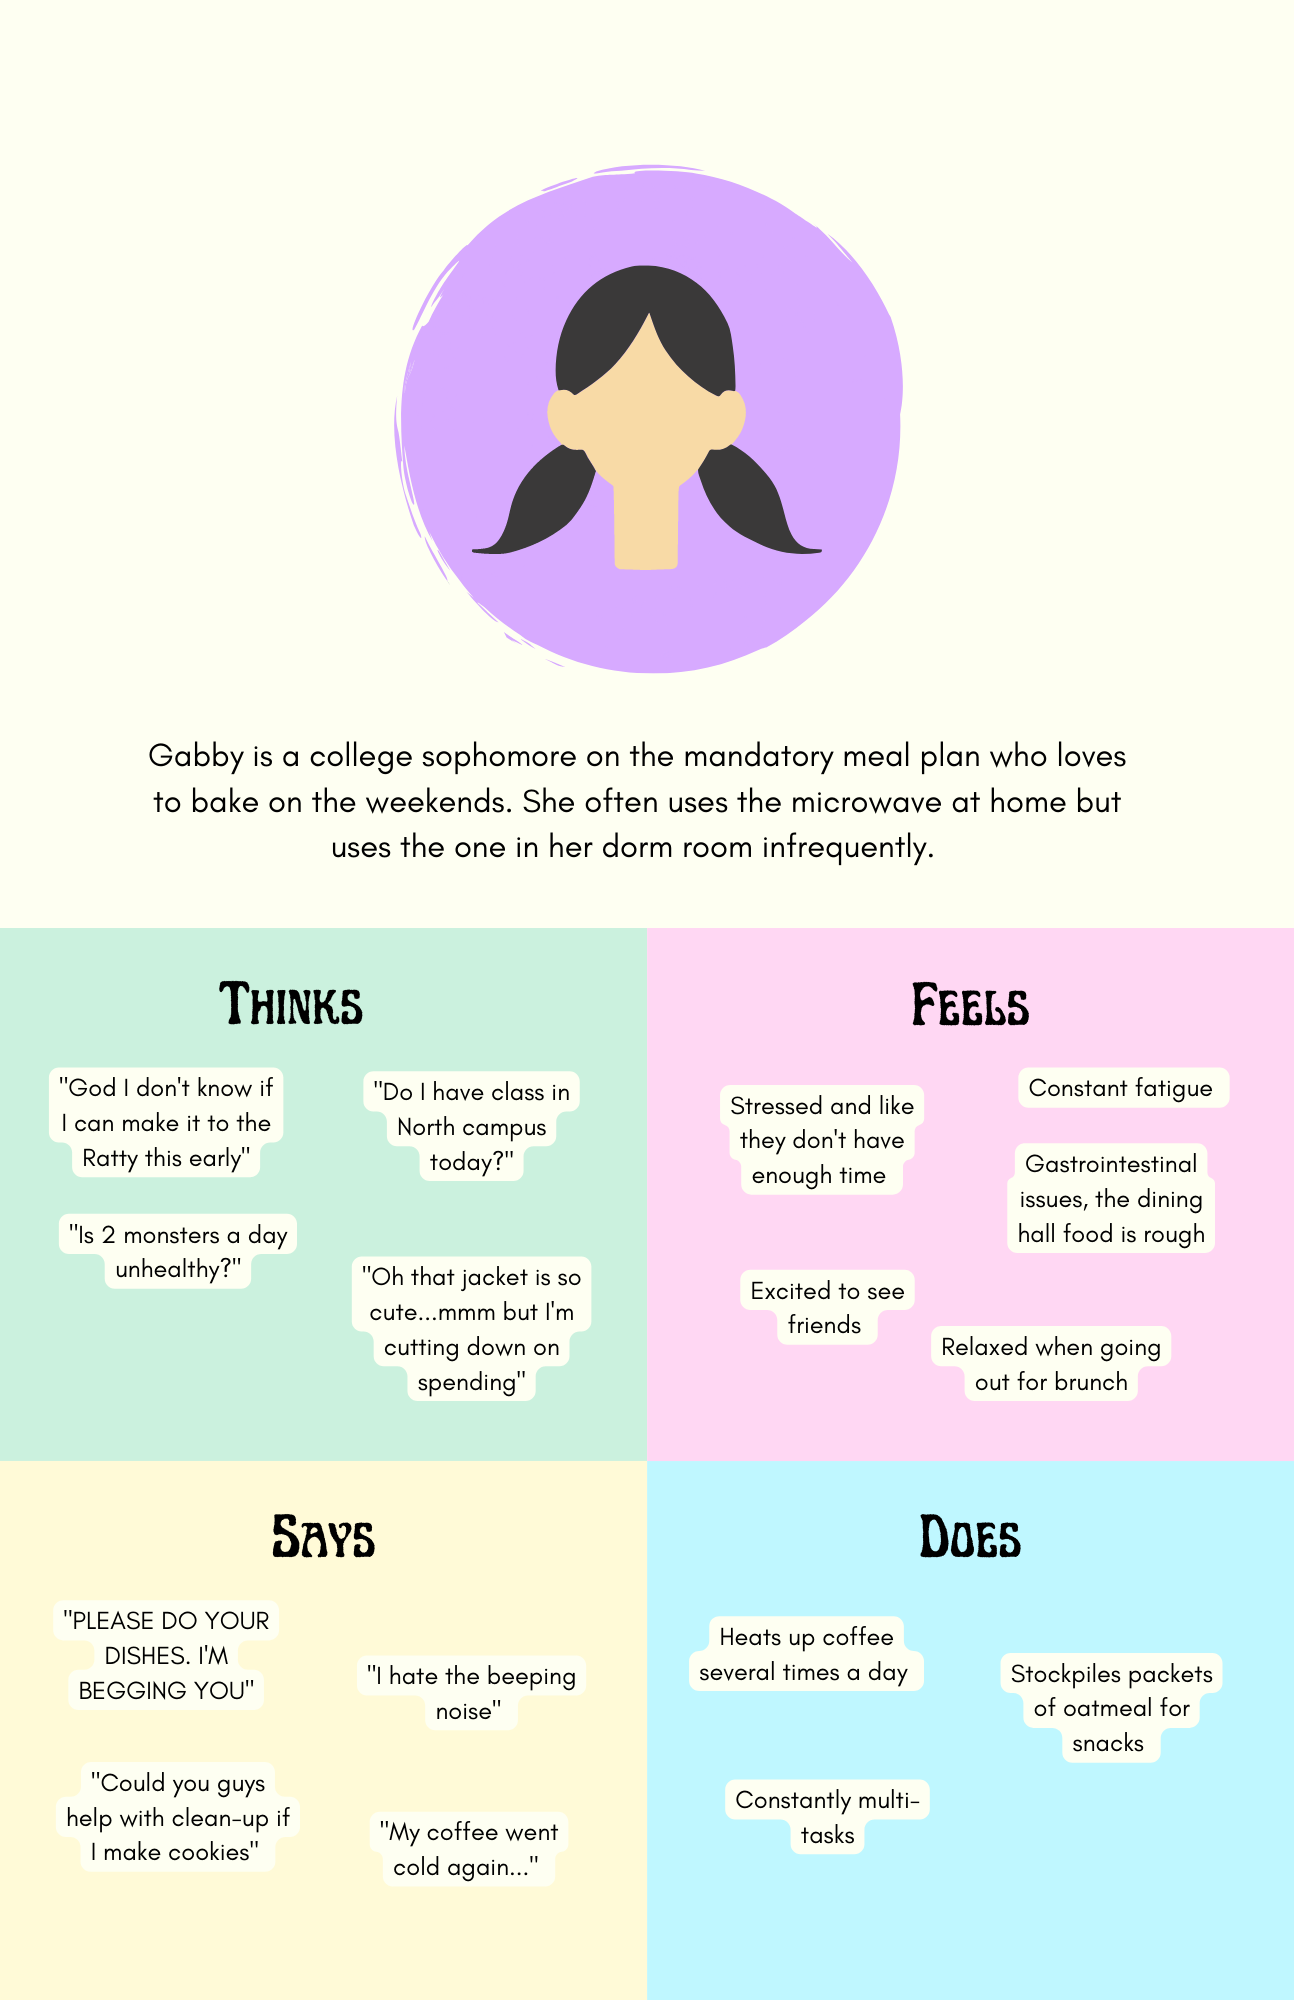 Gabby is a college sophomore on the mandatory meal plan who loves
to bake on the weekends. She often uses the microwave at home but
uses the one in her dorm room infrequently.
THINKS
"God I don't know if
I can make it to the
Ratty this early"
"Do I have class in
North campus
today?"
"Is 2 monsters a day
unhealthy?"
"Oh that jacket is so
cute...mmm but I'm
cutting down on
spending"
FEELS
Stressed and like
they don't have
enough time
Constant fatigue
Gastrointestinal
issues, the dining
hall food is rough
Excited to see
friends
Relaxed when going
out for brunch
SAYS
"PLEASE DO YOUR
DISHES. I'M
BEGGING YOU"
"I hate the beeping
noise"
"Could you guys
help with clean-up if
I make cookies"
"My coffee went
cold again..."
DOES
Heats up coffee
several times a day
Stockpiles packets
of oatmeal for
snacks
Constantly multi-
tasks